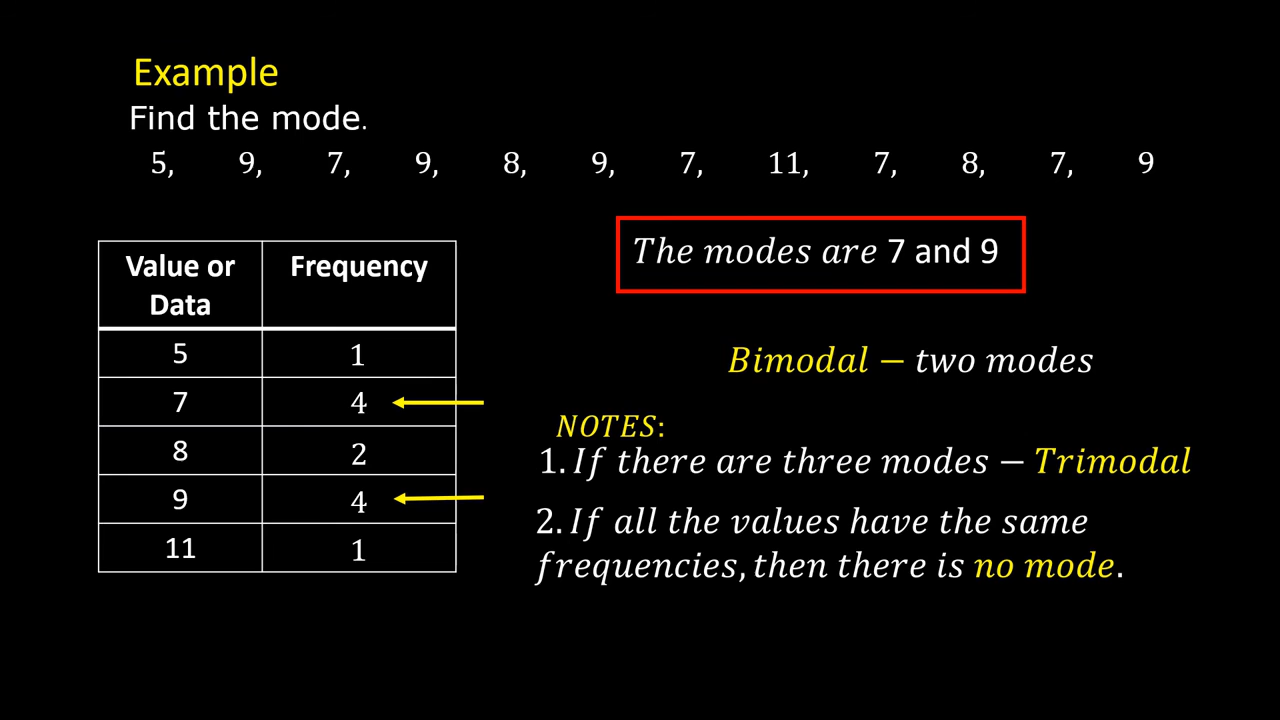 Example
Find the mode.
5, 9, 7, 9, 8, 9, 7, 11, 7, 8, 7, 9
The modes are 7 and 9
Value or Data Frequency
5 1
7 4
8 2
9 4
11 1
Bimodal − two modes
NOTES:
1. If there are three modes − Trimodal
2. If all the values have the same
frequencies, then there is no mode.